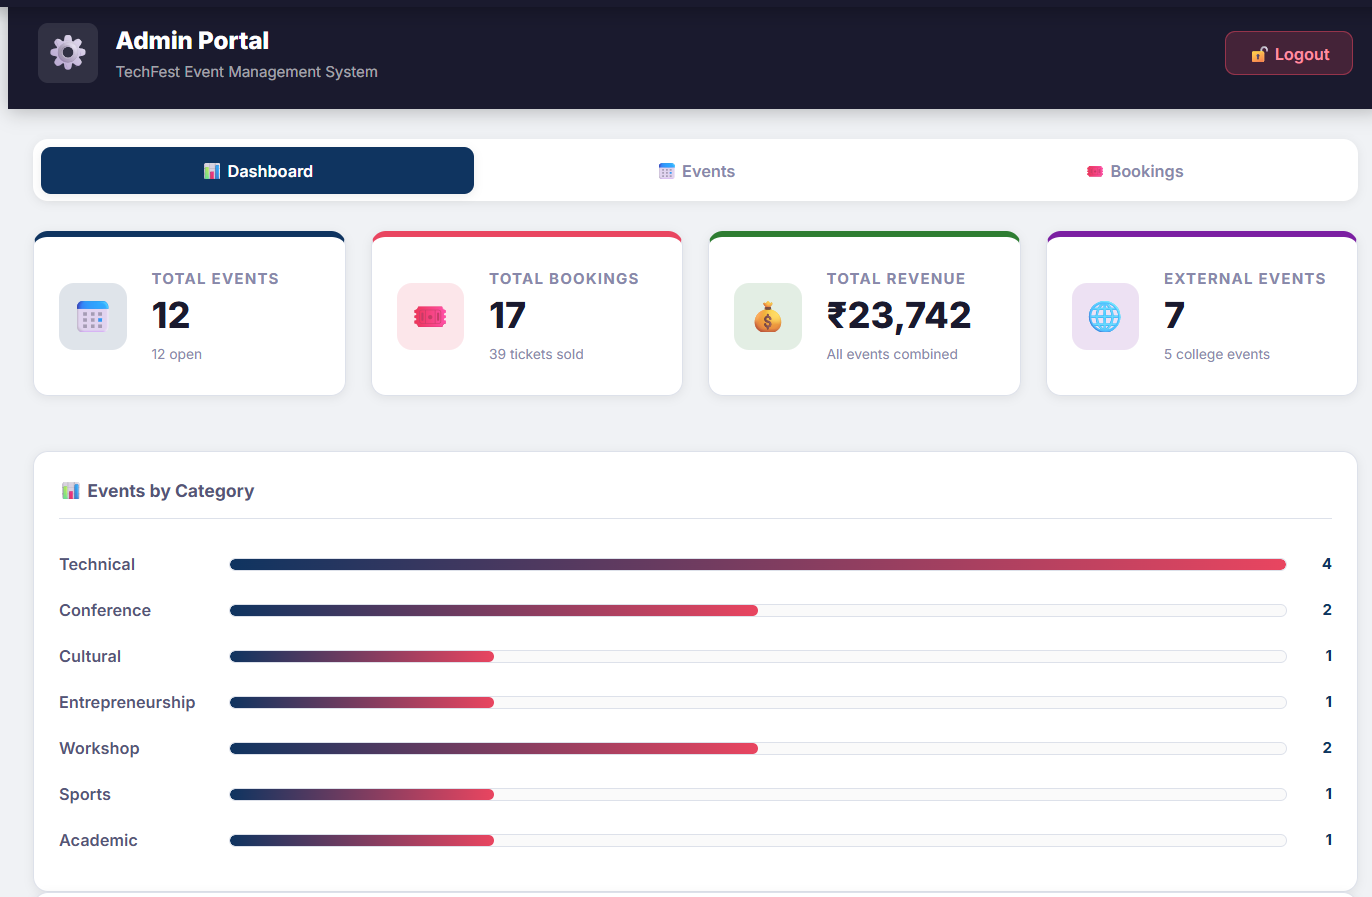 Admin Portal
TechFest Event Management System
Logout
Dashboard
Events
Bookings
TOTAL EVENTS
12
12 open
TOTAL BOOKINGS
17
39 tickets sold
TOTAL REVENUE
₹23,742
All events combined
EXTERNAL EVENTS
7
5 college events
Events by Category
Technical 4
Conference 2
Cultural 1
Entrepreneurship 1
Workshop 2
Sports 1
Academic 1